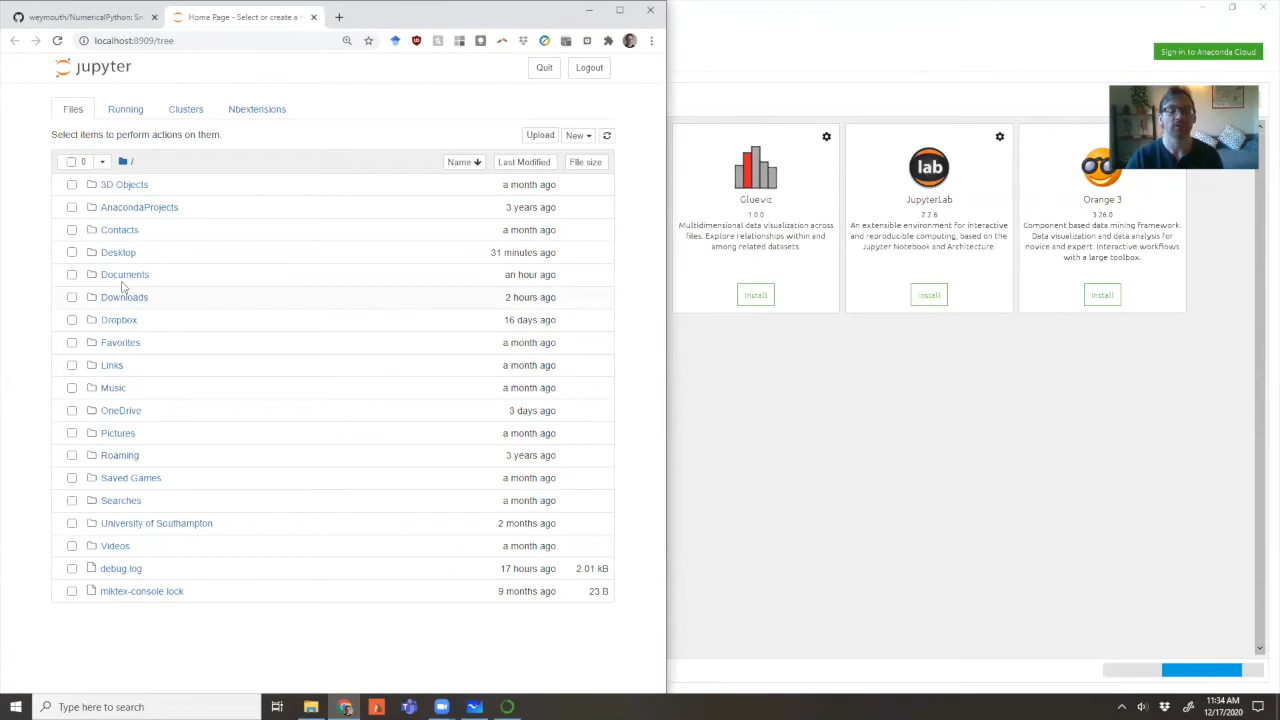 weymouth/NumericalPython: Sn
Home Page - Select or create a n
localhost:8909/tree
jupyter
Quit
Logout
Files
Running
Clusters
Nbextensions
Select items to perform actions on them.
Upload
New
0
/
Name
Last Modified
File size
3D Objects
a month ago
AnacondaProjects
3 years ago
Contacts
a month ago
Desktop
31 minutes ago
Documents
an hour ago
Downloads
2 hours ago
Dropbox
16 days ago
Favorites
a month ago
Links
a month ago
Music
a month ago
OneDrive
3 days ago
Pictures
a month ago
Roaming
3 years ago
Saved Games
a month ago
Searches
a month ago
University of Southampton
2 months ago
Videos
a month ago
debug.log
17 hours ago
2.01 kB
miktex-console.lock
9 months ago
23 B
Sign in to Anaconda Cloud
Glueviz
1.0.0
Multidimensional data visualization across
files. Explore relationships within and
among related datasets.
Install
lab
JupyterLab
2.2.6
An extensible environment for interactive
and reproducible computing, based on the
Jupyter Notebook and Architecture.
Install
Orange 3
3.26.0
Component based data mining framework.
Data visualization and data analysis for
novice and expert. Interactive workflows
with a large toolbox.
Install
Type here to search
11:34 AM
12/17/2020